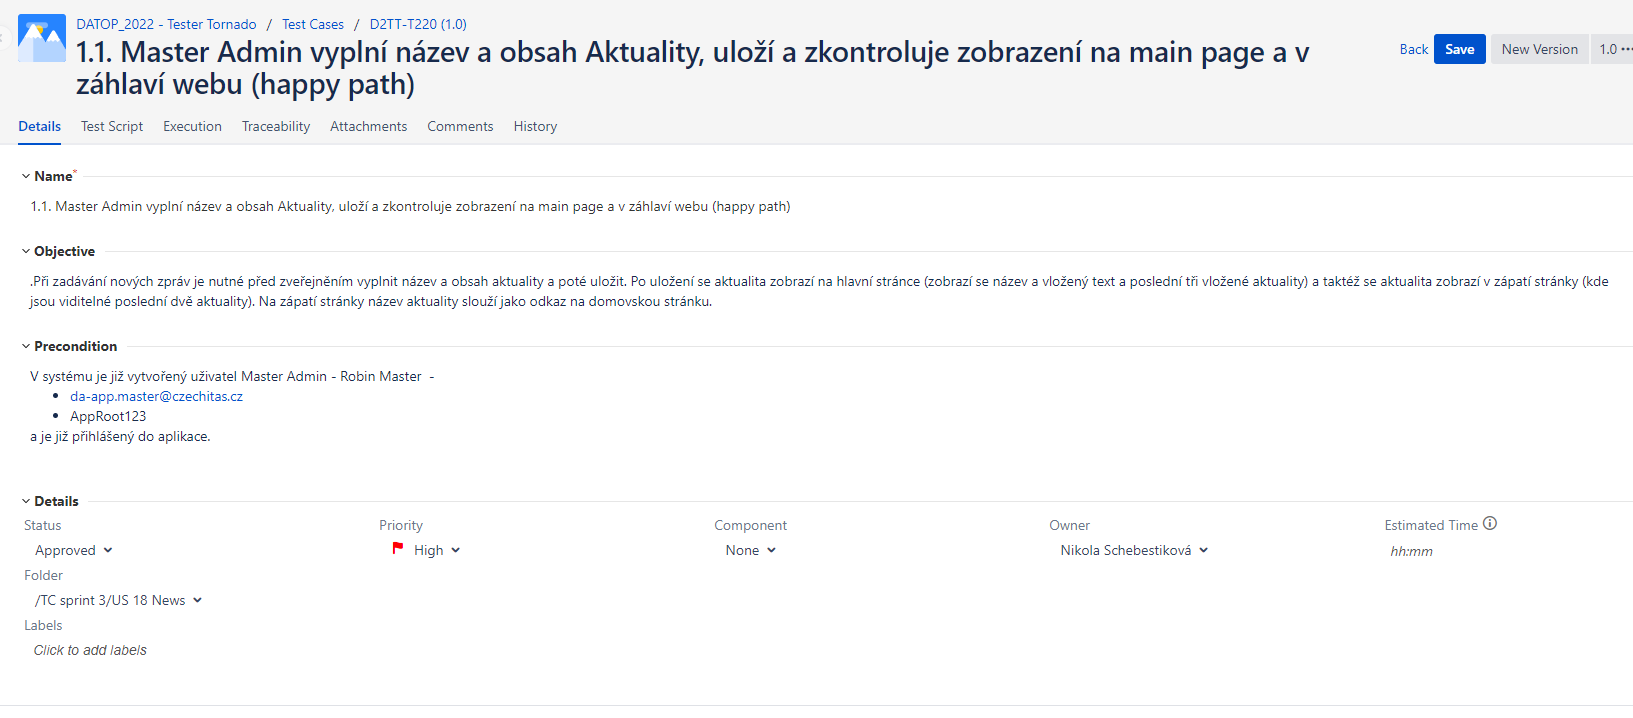 DATOP_2022 - Tester Tornado / Test Cases / D2TT-T220 (1.0)
1.1. Master Admin vyplní název a obsah Aktuality, uloží a zkontroluje zobrazení na main page a v
záhlaví webu (happy path)
Back Save New Version 1.0 ···
Details Test Script Execution Traceability Attachments Comments History
Name*
1.1. Master Admin vyplní název a obsah Aktuality, uloží a zkontroluje zobrazení na main page a v záhlaví webu (happy path)
Objective
.Při zadávání nových zpráv je nutné před zveřejněním vyplnit název a obsah aktuality a poté uložit. Po uložení se aktualita zobrazí na hlavní stránce (zobrazí se název a vložený text a poslední tři vložené aktuality) a taktéž se aktualita zobrazí v zápatí stránky (kde
jsou viditelné poslední dvě aktuality). Na zápatí stránky název aktuality slouží jako odkaz na domovskou stránku.
Precondition
V systému je již vytvořený uživatel Master Admin - Robin Master -
• da-app.master@czechitas.cz
• AppRoot123
a je již přihlášený do aplikace.
Details
Status Priority Component Owner Estimated Time
Approved High None Nikola Schebestiková hh:mm
Folder
/TC sprint 3/US 18 News
Labels
Click to add labels